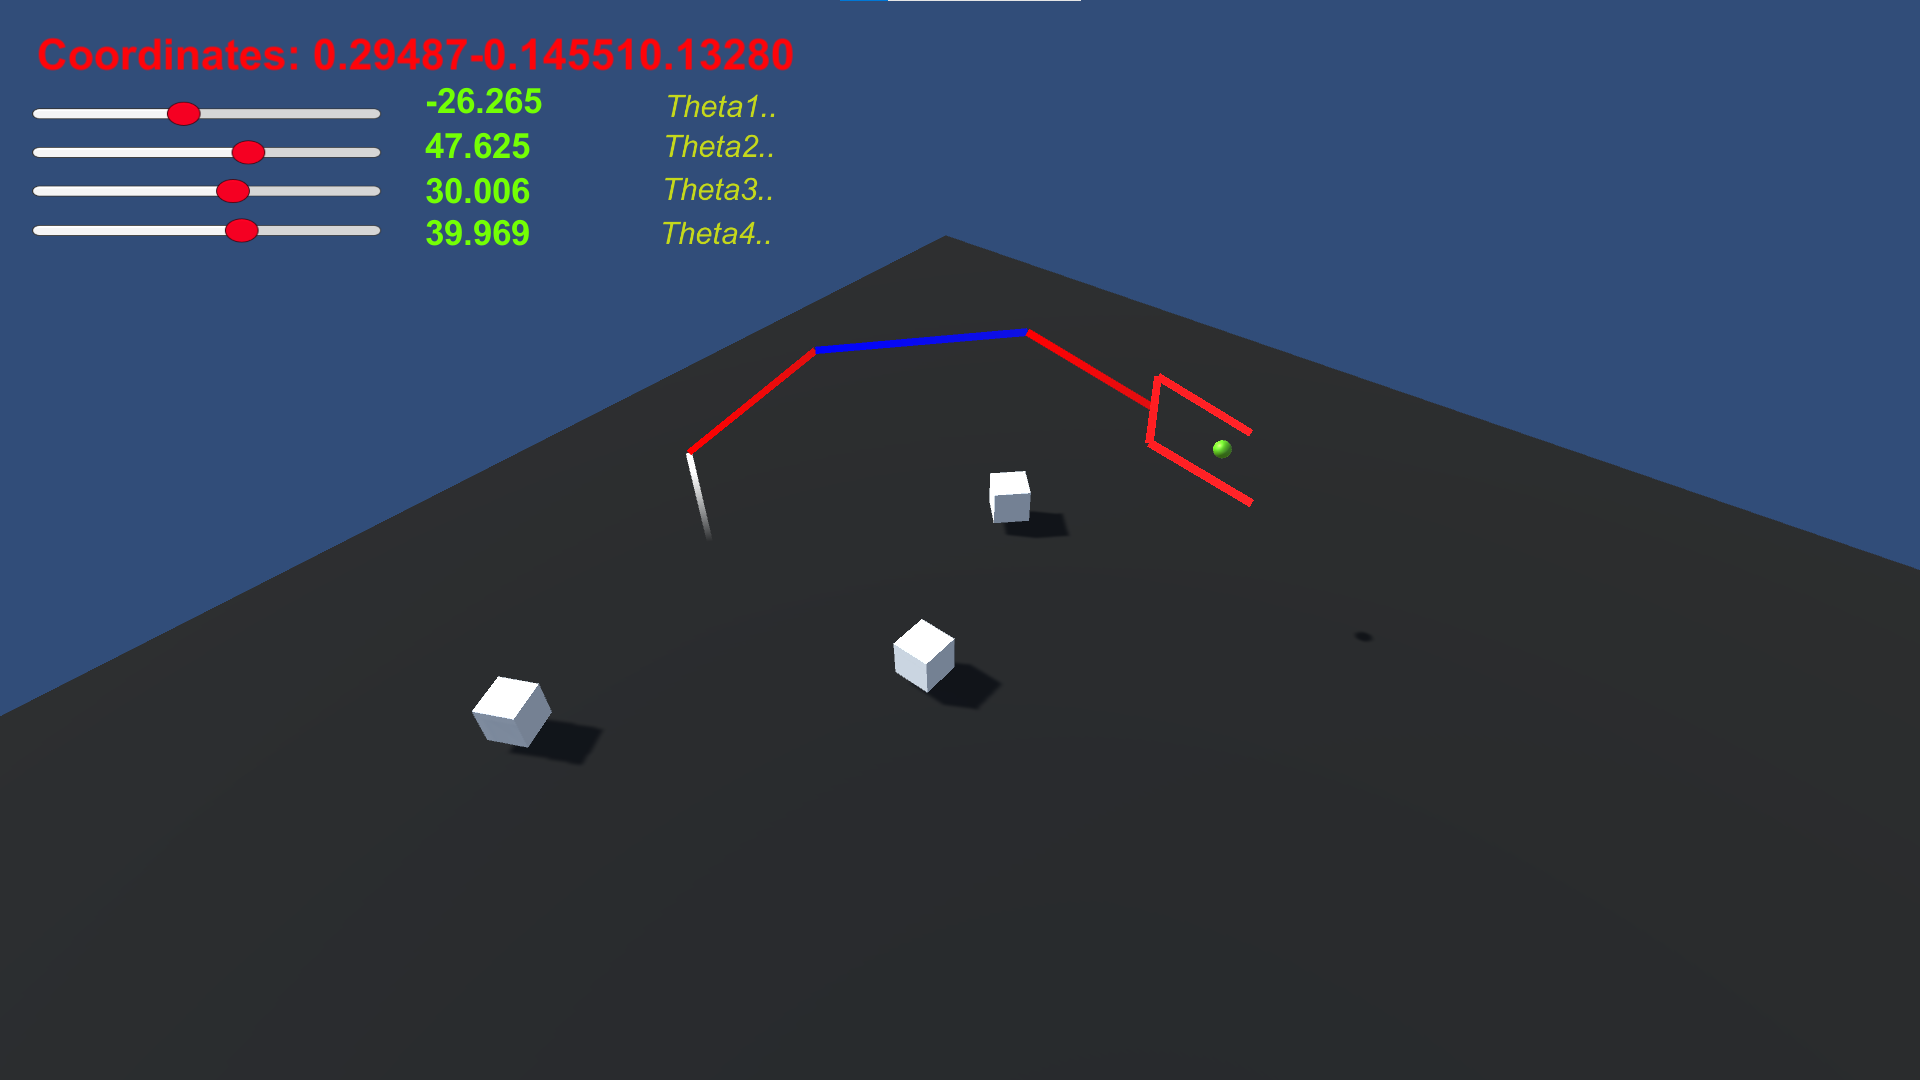 Coordinates: 0.29487-0.145510.13280
-26.265 Theta1..
47.625 Theta2..
30.006 Theta3..
39.969 Theta4..